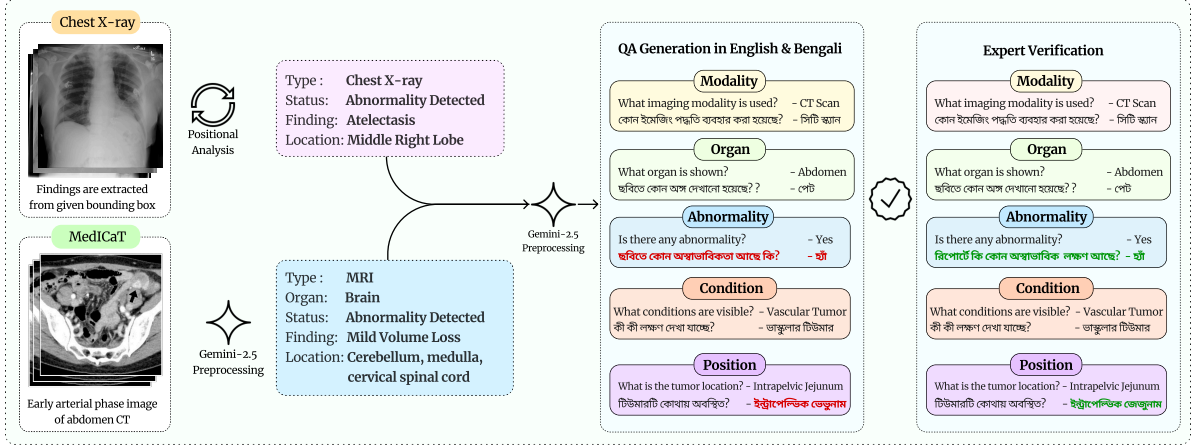 Chest X-ray
Findings are extracted
from given bounding box
MedICaT
Early arterial phase image
of abdomen CT
Positional
Analysis
Gemini-2.5
Preprocessing
Type : Chest X-ray
Status: Abnormality Detected
Finding: Atelectasis
Location: Middle Right Lobe
Type : MRI
Organ: Brain
Status: Abnormality Detected
Finding: Mild Volume Loss
Location: Cerebellum, medulla,
cervical spinal cord
Gemini-2.5
Preprocessing
QA Generation in English & Bengali
Modality
What imaging modality is used? - CT Scan
কোন ইমেজিং পদ্ধতি ব্যবহার করা হয়েছে? - সিটি স্ক্যান
Organ
What organ is shown? - Abdomen
ছবিতে কোন অঙ্গ দেখানো হয়েছে? ? - পেট
Abnormality
Is there any abnormality? - Yes
ছবিতে কোন অস্বাভাবিকতা আছে কি? - হ্যাঁ
Condition
What conditions are visible? - Vascular Tumor
কী কী লক্ষণ দেখা যাচ্ছে? - ভাস্কুলার টিউমার
Position
What is the tumor location? - Intrapelvic Jejunum
টিউমারটি কোথায় অবস্থিত? - ইন্ট্রাপেল্ভিক ভেভুনাম
Expert Verification
Modality
What imaging modality is used? - CT Scan
কোন ইমেজিং পদ্ধতি ব্যবহার করা হয়েছে? - সিটি স্ক্যান
Organ
What organ is shown? - Abdomen
ছবিতে কোন অঙ্গ দেখানো হয়েছে? ? - পেট
Abnormality
Is there any abnormality? - Yes
রিপোর্টে কি কোন অস্বাভাবিক লক্ষণ আছে? - হ্যাঁ
Condition
What conditions are visible? - Vascular Tumor
কী কী লক্ষণ দেখা যাচ্ছে? - ভাস্কুলার টিউমার
Position
What is the tumor location? - Intrapelvic Jejunum
টিউমারটি কোথায় অবস্থিত? - ইন্ট্রাপেল্ভিক জেজুনাম